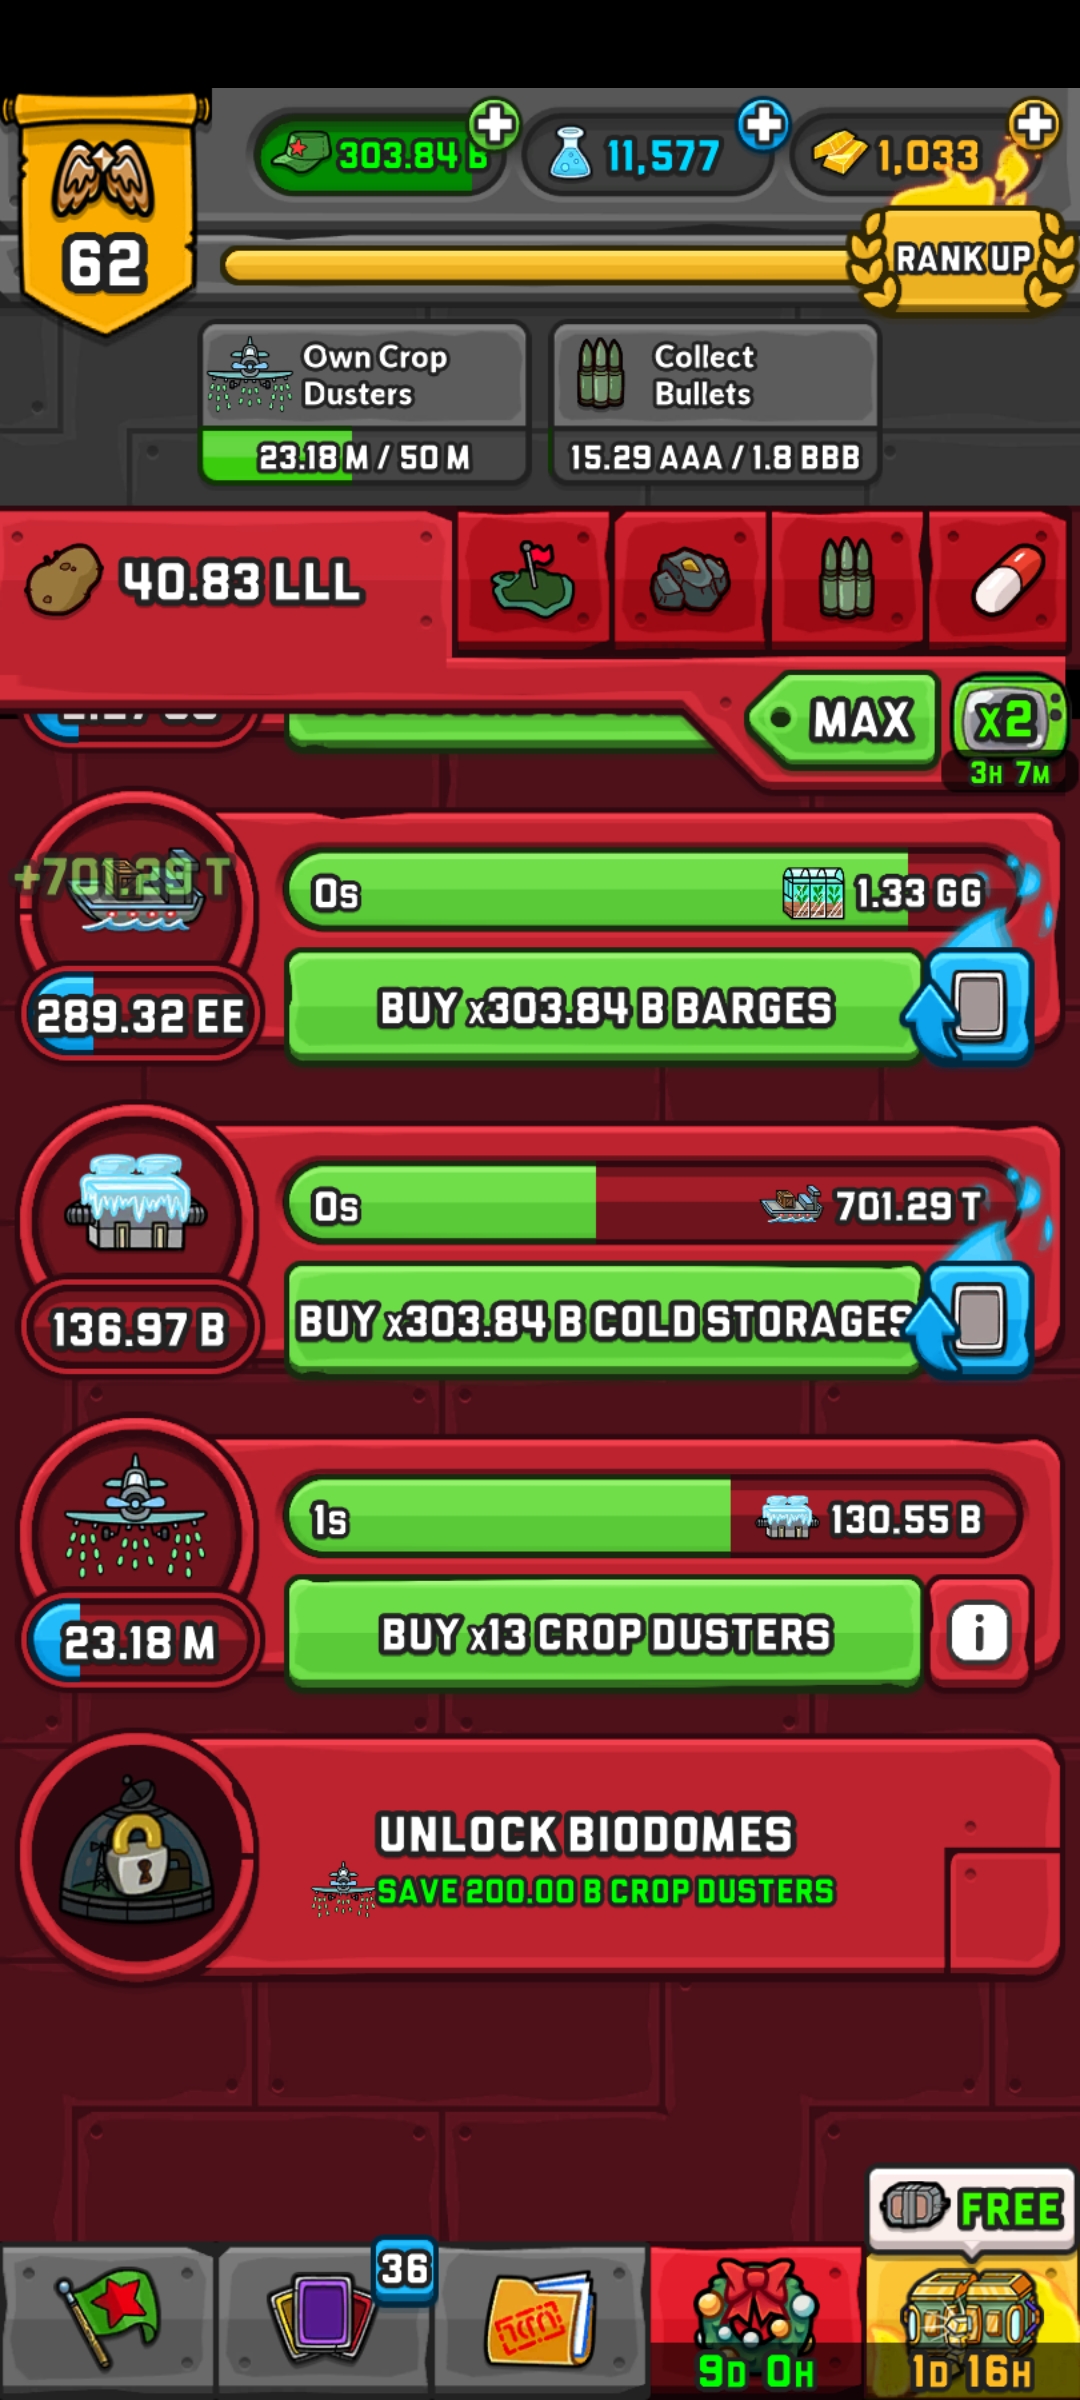 303.84 B
11,577
1,033
62
RANK UP
Own Crop
Dusters
23.18 M / 50 M
Collect
Bullets
15.29 AAA / 1.8 BBB
40.83 LLL
MAX
x2
3H 7M
+701.29 T
0s
1.33 GG
289.32 EE
BUY x303.84 B BARGES
0s
701.29 T
136.97 B
BUY x303.84 B COLD STORAGES
1s
130.55 B
23.18 M
BUY x13 CROP DUSTERS
i
UNLOCK BIODOMES
SAVE 200.00 B CROP DUSTERS
FREE
36
9D 0H
1D 16H